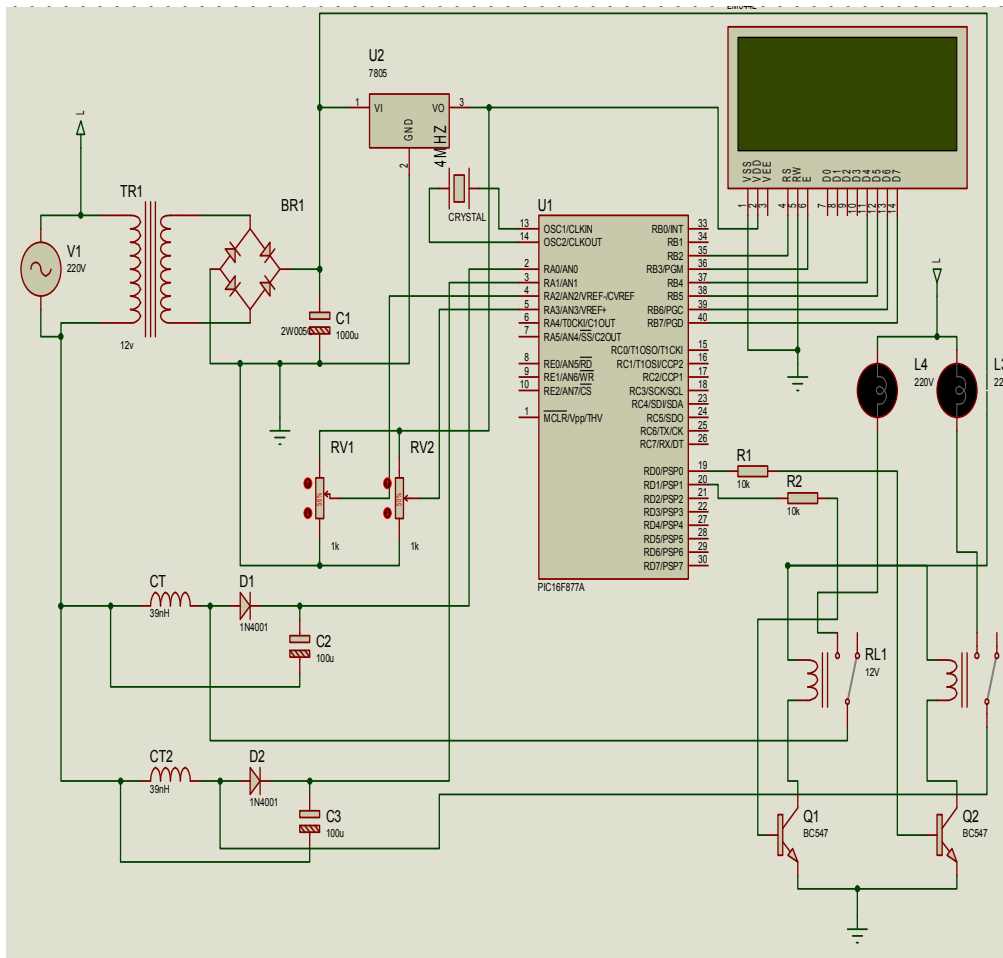 U2
7805
1 VI VO 3
GND
2
4MHZ
CRYSTAL
L
TR1
BR1
V1
220V
12v
C1
1000u
U1
13 OSC1/CLKIN
14 OSC2/CLKOUT
2 RA0/AN0
3 RA1/AN1
4 RA2/AN2/VREF-/CVREF
5 RA3/AN3/VREF+
6 RA4/T0CKI/C1OUT
7 RA5/AN4/SS/C2OUT
8 RE0/AN5/RD
9 RE1/AN6/WR
10 RE2/AN7/CS
1 MCLR/Vpp/THV
RB0/INT 33
RB1 34
RB2 35
RB3/PGM 36
RB4 37
RB5 38
RB6/PGC 39
RB7/PGD 40
RC0/T1OSO/T1CKI 15
RC1/T1OSI/CCP2 16
RC2/CCP1 17
RC3/SCK/SCL 18
RC4/SDI/SDA 23
RC5/SDO 24
RC6/TX/CK 25
RC7/RX/DT 26
RD0/PSP0 19
RD1/PSP1 20
RD2/PSP2 21
RD3/PSP3 22
RD4/PSP4 27
RD5/PSP5 28
RD6/PSP6 29
RD7/PSP7 30
PIC16F877A
VSS VDD VEE RS RW E D0 D1 D2 D3 D4 D5 D6 D7
1 2 3 4 5 6 7 8 9 10 11 12 13 14
L
L4
220V
RV1
50%
1k
RV2
50%
1k
R1
10k
R2
10k
CT
39nH
D1
1N4001
C2
100u
RL1
12V
CT2
39nH
D2
1N4001
C3
100u
Q1
BC547
Q2
BC547